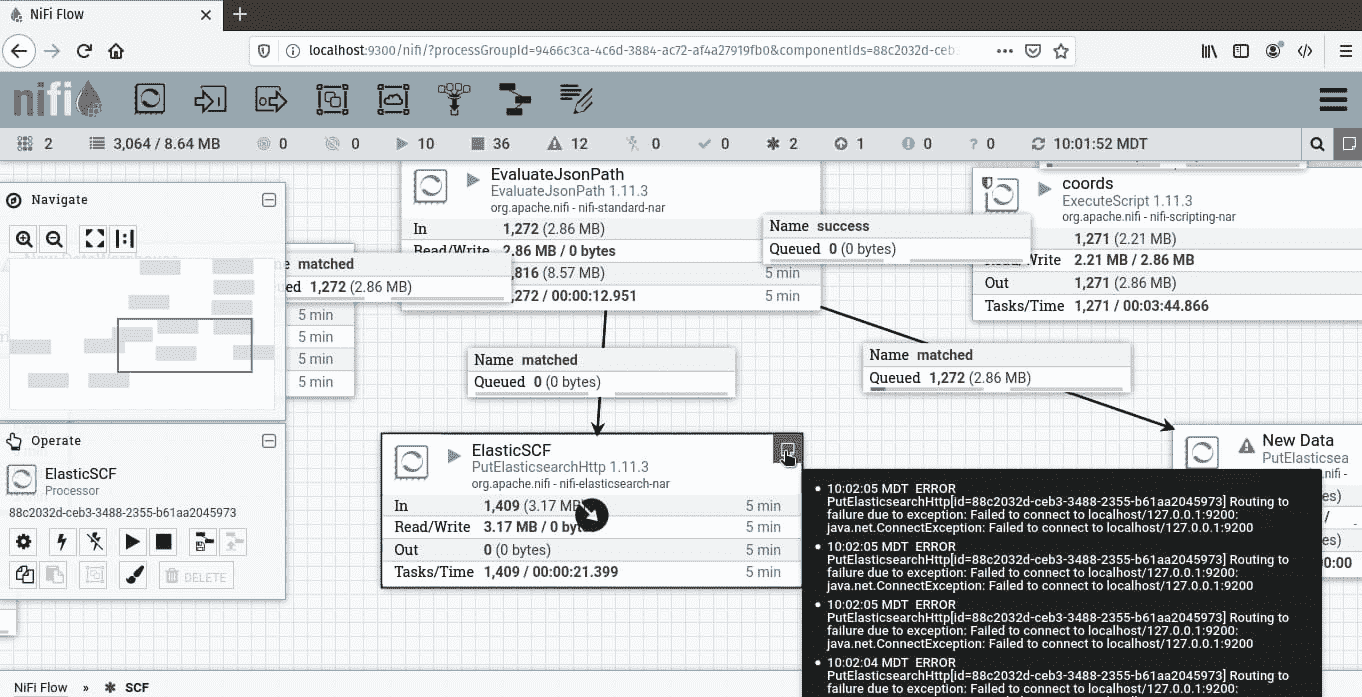 NiFi Flow
localhost:9300/nifi/?processGroupId=9466c3ca-4c6d-3884-ac72-af4a27919fb0&componentIds=88c2032d-ceb
nifi
2 3,064 / 8.64 MB 0 0 10 36 12 0 0 2 1 0 ? 0 10:01:52 MDT
Navigate
EvaluateJsonPath
EvaluateJsonPath 1.11.3
org.apache.nifi - nifi-standard-nar
In 1,272 (2.86 MB)
Read/Write 2.86 MB / 0 bytes
,816 (8.57 MB) 5 min
,272 / 00:00:12.951 5 min
Name success
Queued 0 (0 bytes)
coords
ExecuteScript 1.11.3
org.apache.nifi - nifi-scripting-nar
1,271 (2.21 MB)
/Write 2.21 MB / 2.86 MB
Out 1,271 (2.86 MB)
Tasks/Time 1,271 / 00:03:44.866
matched
1,272 (2.86 MB)
5 min
5 min
5 min
5 min
Name matched
Queued 0 (0 bytes)
Name matched
Queued 1,272 (2.86 MB)
Operate
ElasticSCF
Processor
88c2032d-ceb3-3488-2355-b61aa2045973
DELETE
ElasticSCF
PutElasticsearchHttp 1.11.3
org.apache.nifi - nifi-elasticsearch-nar
In 1,409 (3.17 MB) 5 min
Read/Write 3.17 MB / 0 bytes 5 min
Out 0 (0 bytes) 5 min
Tasks/Time 1,409 / 00:00:21.399 5 min
New Data
PutElasticsea
10:02:05 MDT ERROR
PutElasticsearchHttp[id=88c2032d-ceb3-3488-2355-b61aa2045973] Routing to
failure due to exception: Failed to connect to localhost/127.0.0.1:9200:
java.net.ConnectException: Failed to connect to localhost/127.0.0.1:9200
10:02:05 MDT ERROR
PutElasticsearchHttp[id=88c2032d-ceb3-3488-2355-b61aa2045973] Routing to
failure due to exception: Failed to connect to localhost/127.0.0.1:9200:
java.net.ConnectException: Failed to connect to localhost/127.0.0.1:9200
10:02:05 MDT ERROR
PutElasticsearchHttp[id=88c2032d-ceb3-3488-2355-b61aa2045973] Routing to
failure due to exception: Failed to connect to localhost/127.0.0.1:9200:
java.net.ConnectException: Failed to connect to localhost/127.0.0.1:9200
10:02:04 MDT ERROR
PutElasticsearchHttp[id=88c2032d-ceb3-3488-2355-b61aa2045973] Routing to
failure due to exception: Failed to connect to localhost/127.0.0.1:9200:
NiFi Flow » SCF